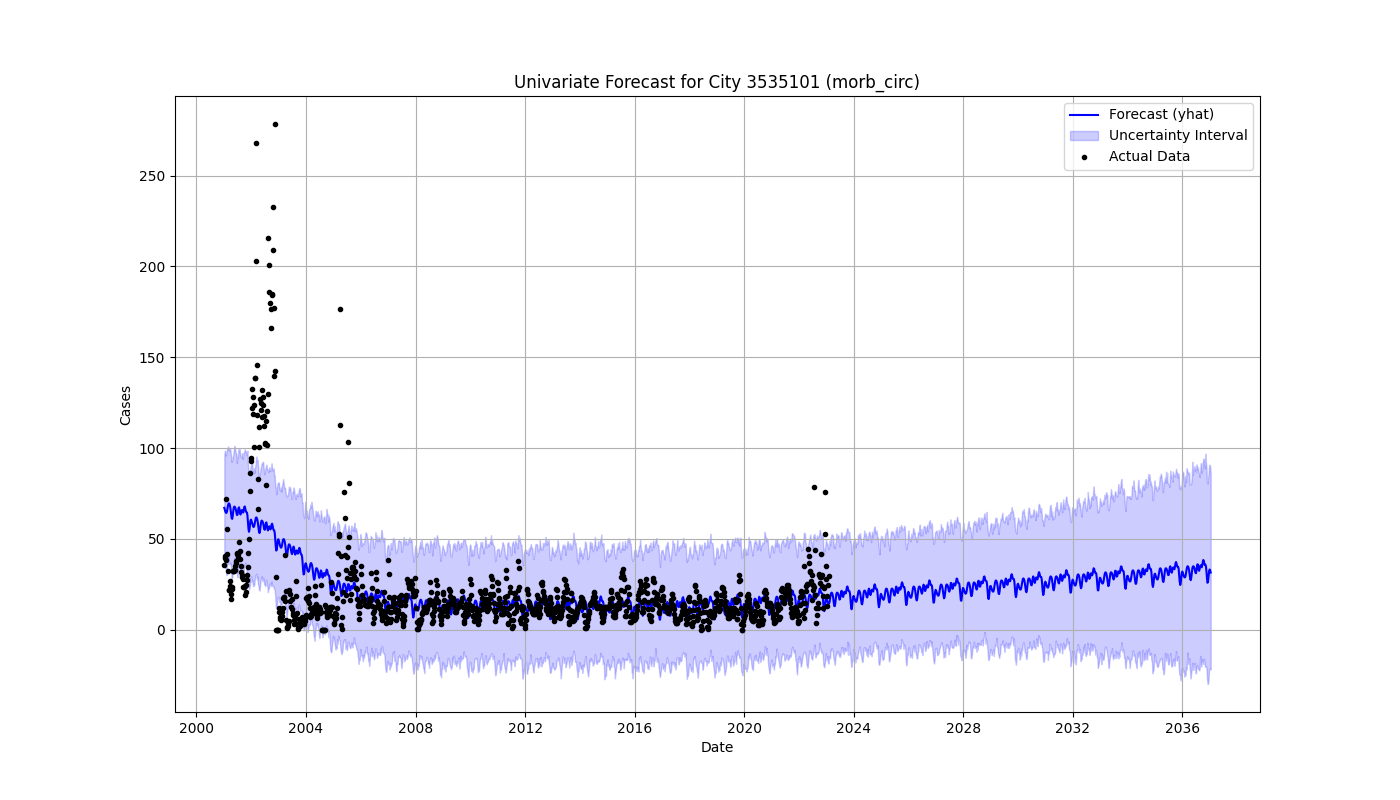 Univariate Forecast for City 3535101 (morb_circ)
Forecast (yhat)
Uncertainty Interval
Actual Data
Cases
250
200
150
100
50
0
2000 2004 2008 2012 2016 2020 2024 2028 2032 2036
Date